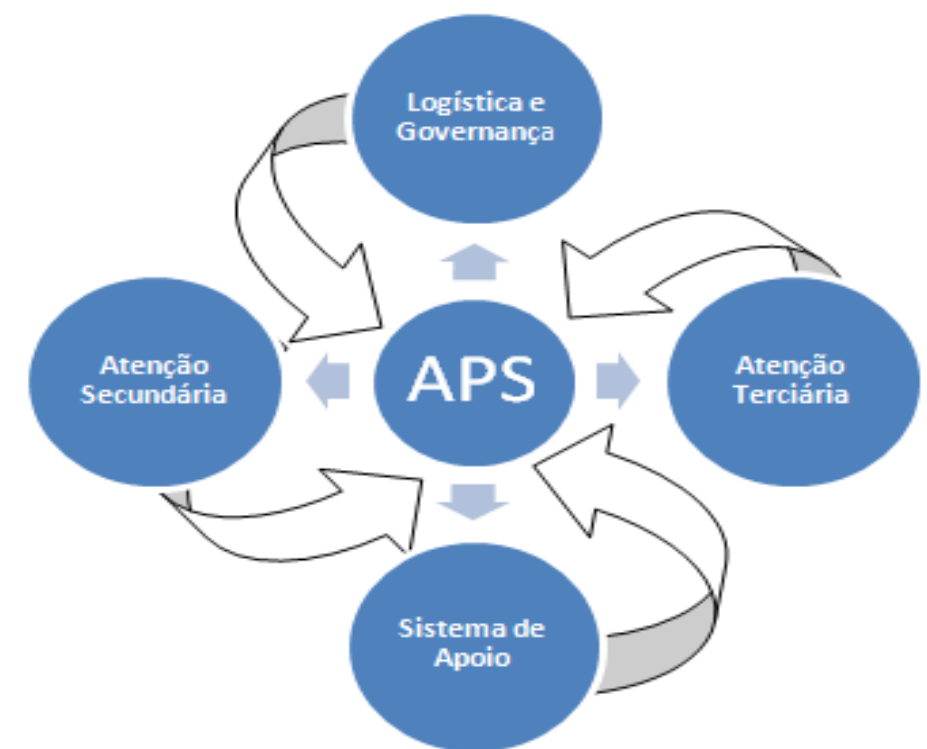 Logística e
Governança
Atenção
Secundária
APS
Atenção
Terciária
Sistema de
Apoio